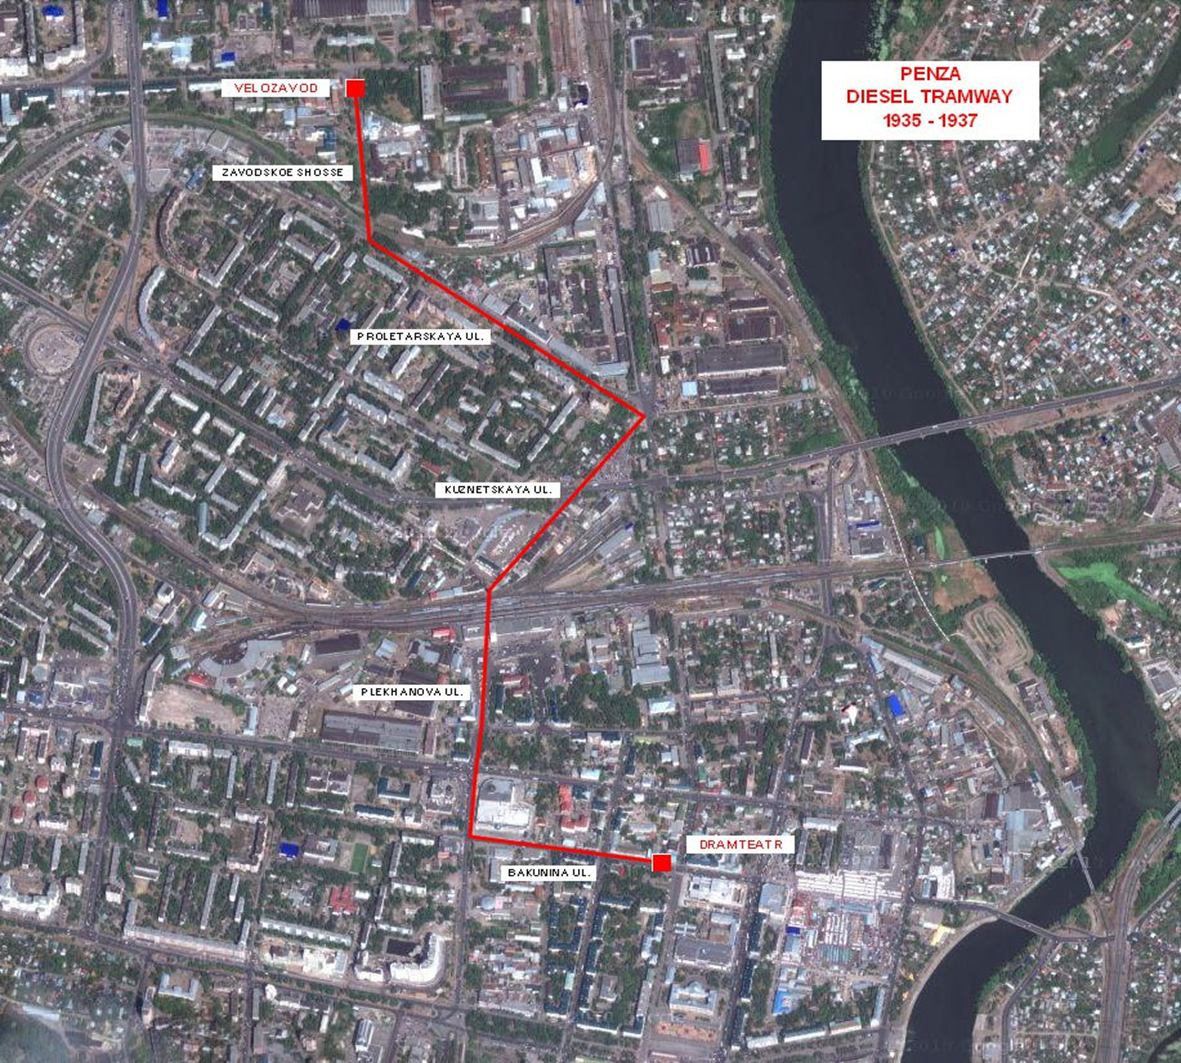 PENZA
DIESEL TRAMWAY
1935 - 1937
VELOZAVOD
ZAVODSKOE SHOSSE
PROLETARSKAYA UL.
KUZNETSKAYA UL.
PLEKHANOVA UL.
DRAMTEATR
BAKUNINA UL.